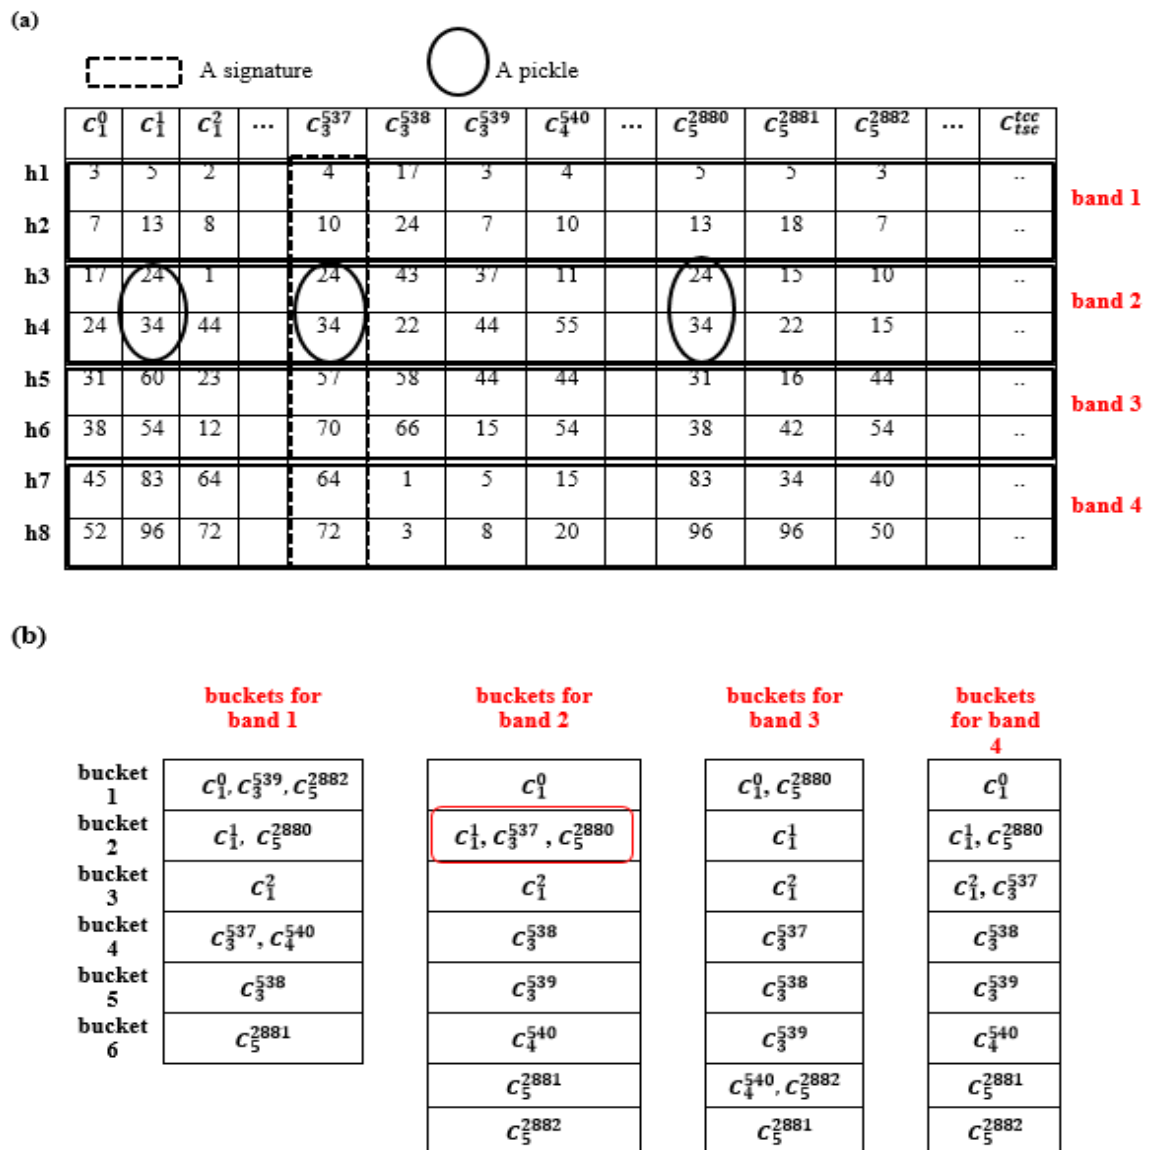 (a)
A signature A pickle
C₁⁰ C₁¹ C₁² ... C₃⁵³⁷ C₃⁵³⁸ C₃⁵³⁹ C₄⁵⁴⁰ ... C₅²⁸⁸⁰ C₅²⁸⁸¹ C₅²⁸⁸² ... C_tsc^tcc
h1 3 5 2 4 17 3 4 5 5 3 ..
band 1
h2 7 13 8 10 24 7 10 13 18 7 ..
h3 17 24 1 24 43 37 11 24 15 10 ..
band 2
h4 24 34 44 34 22 44 55 34 22 15 ..
h5 31 60 23 57 58 44 44 31 16 44 ..
band 3
h6 38 54 12 70 66 15 54 38 42 54 ..
h7 45 83 64 64 1 5 15 83 34 40 ..
band 4
h8 52 96 72 72 3 8 20 96 96 50 ..
(b)
buckets for buckets for buckets for buckets
band 1 band 2 band 3 for band
4
bucket
1 C₁⁰, C₃⁵³⁹, C₅²⁸⁸² C₁⁰ C₁⁰, C₅²⁸⁸⁰ C₁⁰
bucket
2 C₁¹, C₅²⁸⁸⁰ C₁¹, C₃⁵³⁷ , C₅²⁸⁸⁰ C₁¹ C₁¹, C₅²⁸⁸⁰
bucket
3 C₁² C₁² C₁² C₁², C₃⁵³⁷
bucket
4 C₃⁵³⁷, C₄⁵⁴⁰ C₃⁵³⁸ C₃⁵³⁷ C₃⁵³⁸
bucket
5 C₃⁵³⁸ C₃⁵³⁹ C₃⁵³⁸ C₃⁵³⁹
bucket
6 C₅²⁸⁸¹ C₄⁵⁴⁰ C₃⁵³⁹ C₄⁵⁴⁰
C₅²⁸⁸¹ C₄⁵⁴⁰, C₅²⁸⁸² C₅²⁸⁸¹
C₅²⁸⁸² C₅²⁸⁸¹ C₅²⁸⁸²